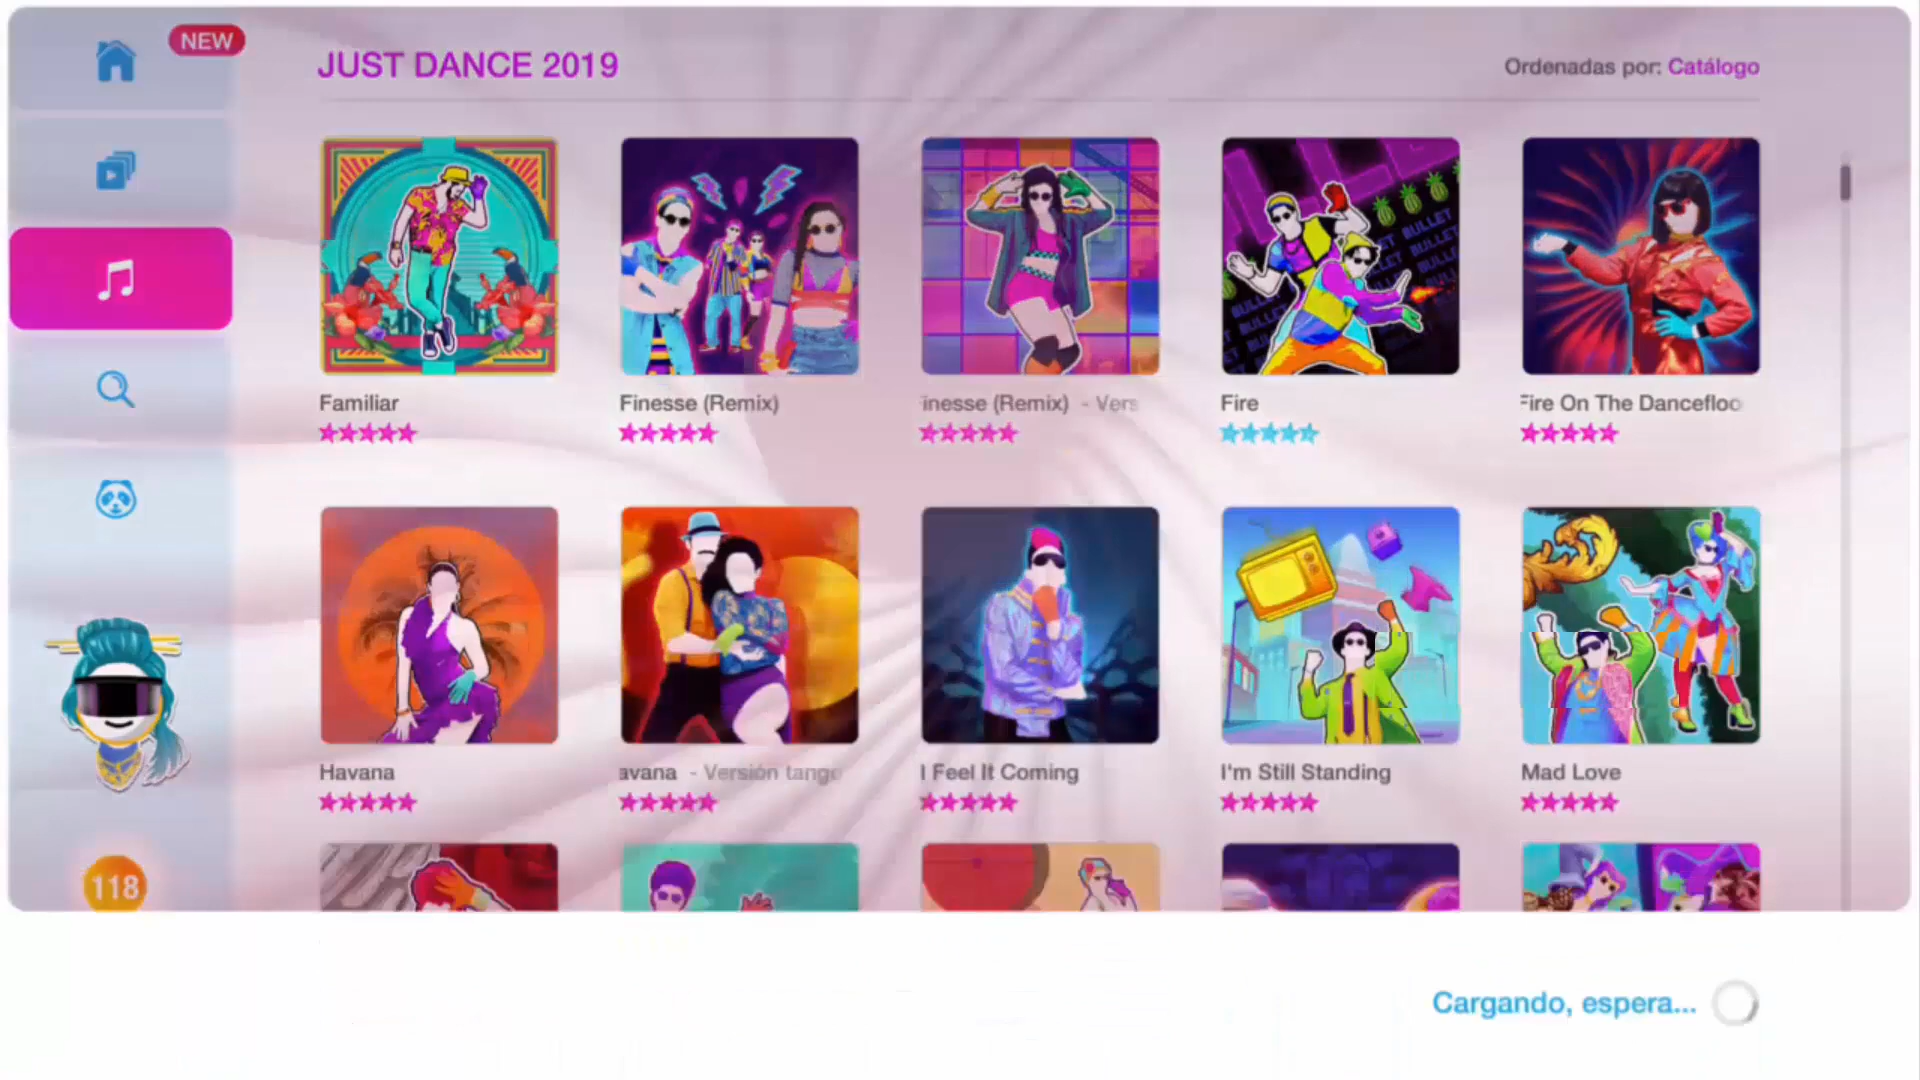 NEW
JUST DANCE 2019
Ordenadas por: Catálogo
Familiar
Finesse (Remix)
inesse (Remix) - Vers
Fire
Fire On The Dancefloo
Havana
avana - Versión tango
I Feel It Coming
I'm Still Standing
Mad Love
118
Cargando, espera...